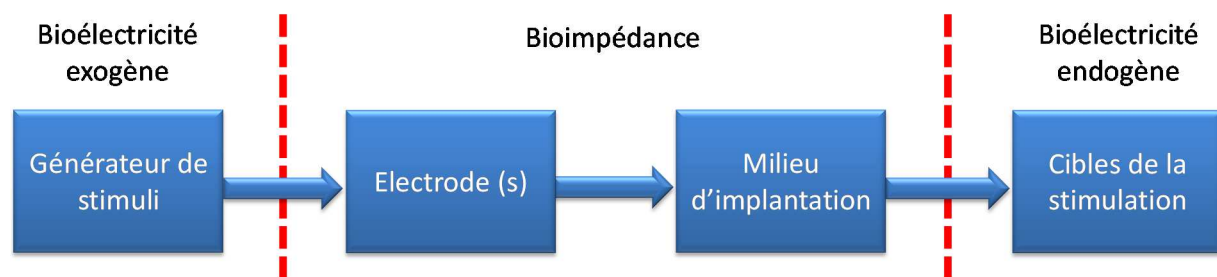 Bioélectricité
exogène
Bioimpédance
Bioélectricité
endogène
Générateur de
stimuli
Electrode (s)
Milieu
d'implantation
Cibles de la
stimulation